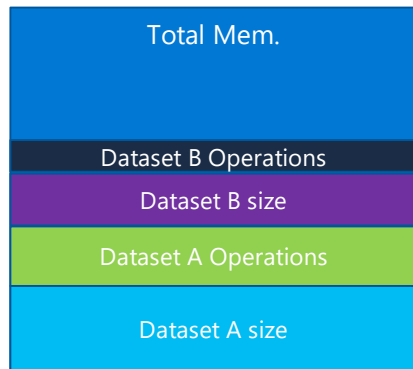 Total Mem.
Dataset B Operations
Dataset B size
Dataset A Operations
Dataset A size